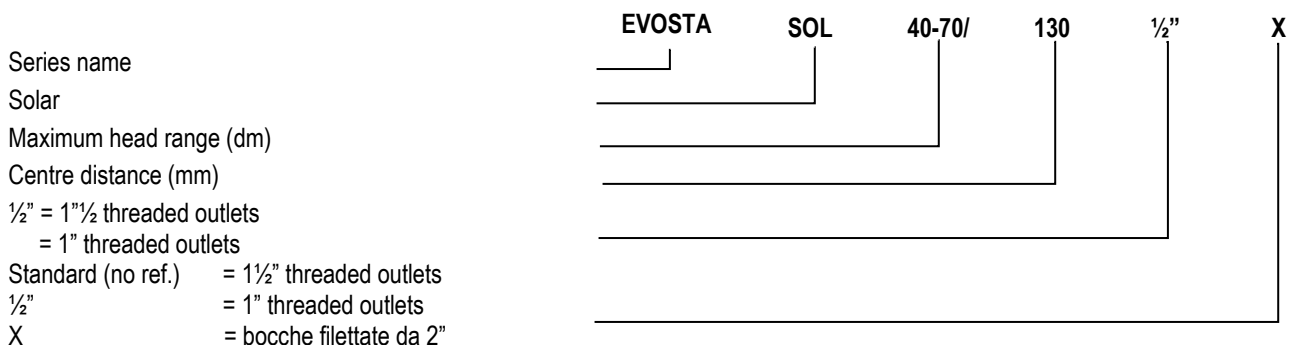 EVOSTA SOL 40-70/ 130 ½” X
Series name
Solar
Maximum head range (dm)
Centre distance (mm)
½” = 1”½ threaded outlets
= 1” threaded outlets
Standard (no ref.) = 1½” threaded outlets
½” = 1” threaded outlets
X = bocche filettate da 2”